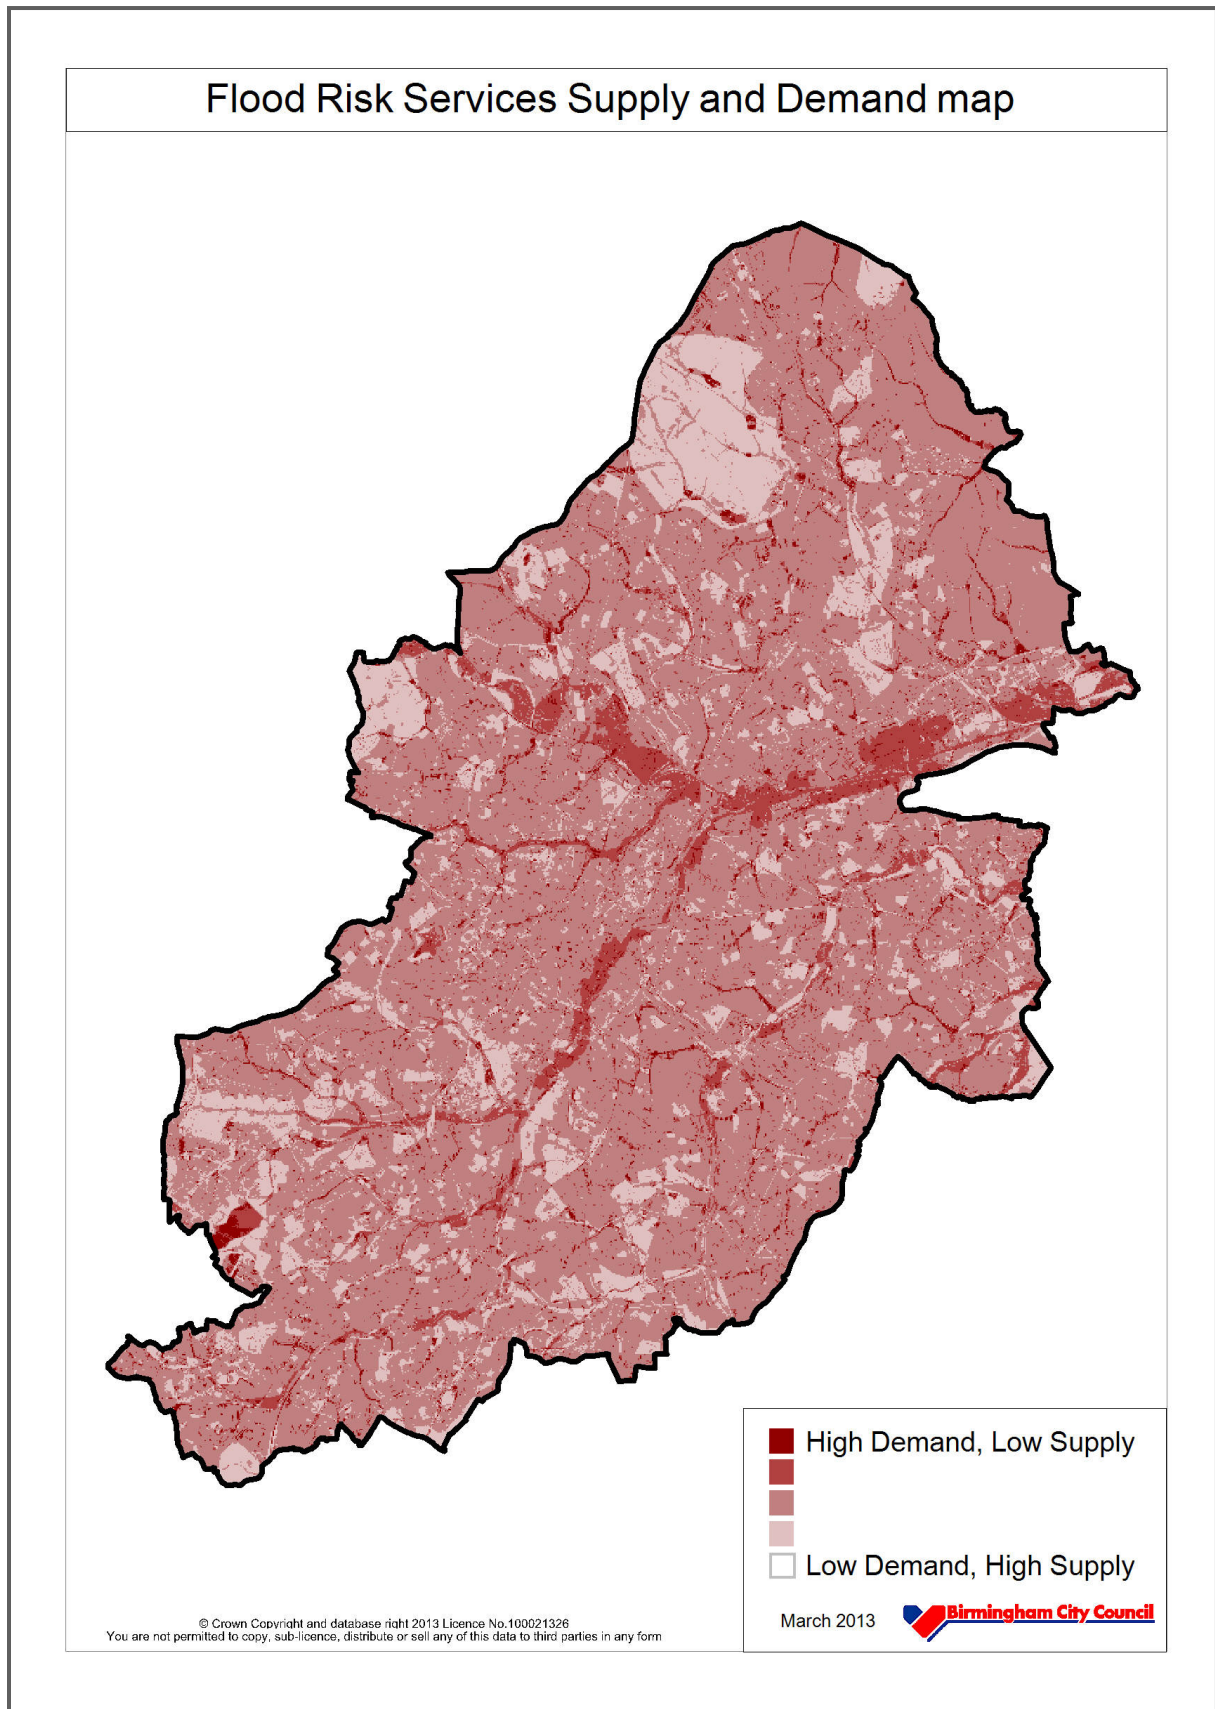 Flood Risk Services Supply and Demand map
High Demand, Low Supply
Low Demand, High Supply
March 2013
Birmingham City Council
© Crown Copyright and database right 2013 Licence No.100021326
You are not permitted to copy, sub-licence, distribute or sell any of this data to third parties in any form